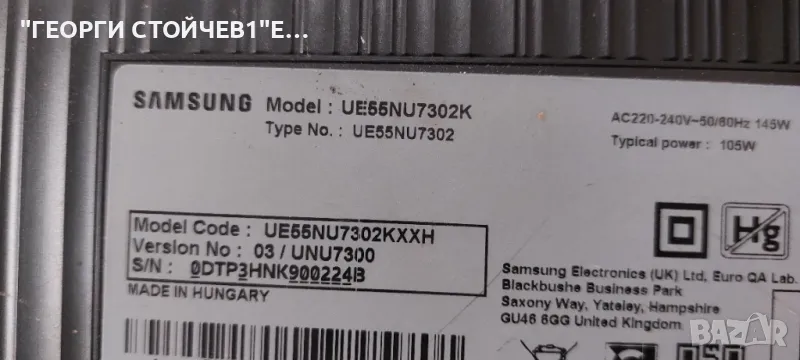 "ГЕОРГИ СТОЙЧЕВ1"Е...
SAMSUNG Model : UE55NU7302K
Type No. : UE55NU7302
AC220-240V~50/60Hz 145W
Typical power : 105W
Model Code : UE55NU7302KXXH
Version No : 03 / UNU7300
S/N : 0DTP3HNK900224B
MADE IN HUNGARY
Hg
Samsung Electronics (UK) Ltd, Euro QA Lab.
Blackbushe Business Park
Saxony Way, Yateley, Hampshire
GU46 6GG United Kingdom
BAZAR